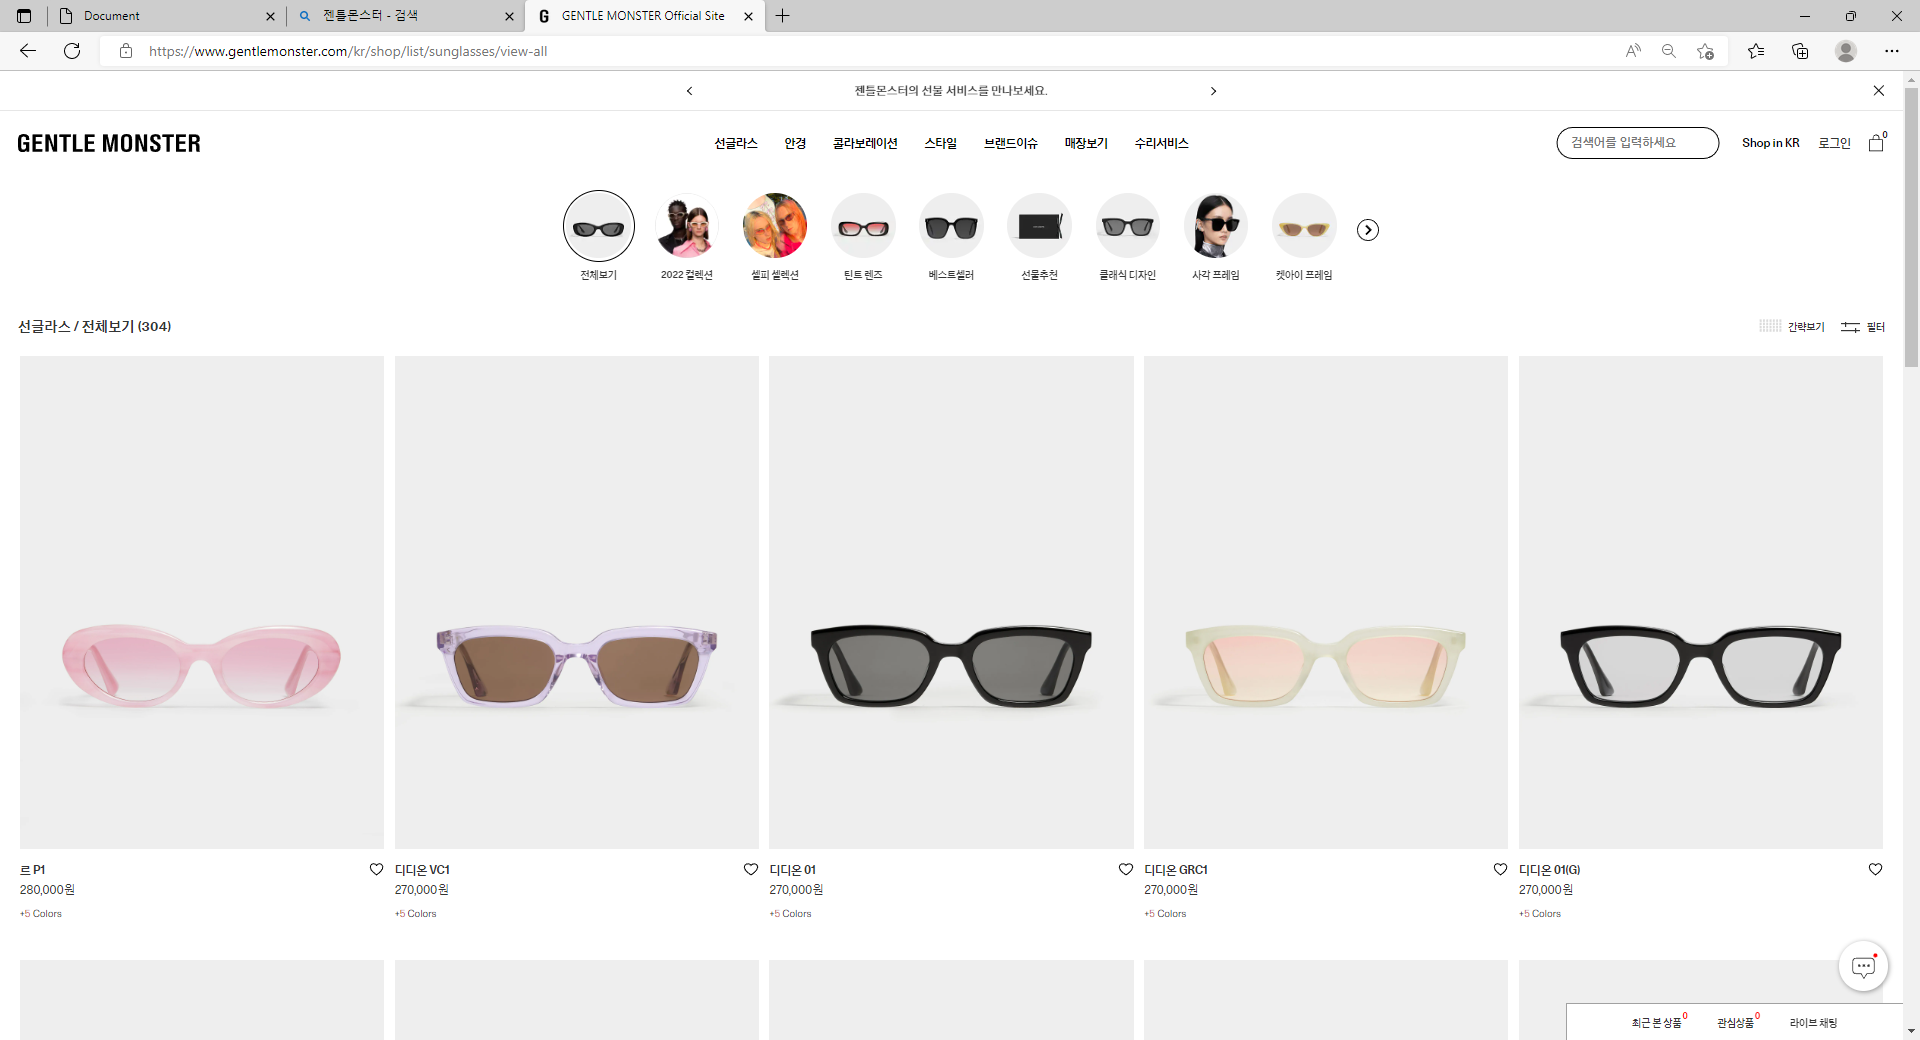 Document
젠틀몬스터 - 검색
GENTLE MONSTER Official Site
https://www.gentlemonster.com/kr/shop/list/sunglasses/view-all
젠틀몬스터의 선물 서비스를 만나보세요.
GENTLE MONSTER
선글라스 안경 콜라보레이션 스타일 브랜드이슈 매장보기 수리서비스
검색어를 입력하세요
Shop in KR 로그인 0
전체보기 2022 컬렉션 셀피 셀렉션 틴트 렌즈 베스트셀러 선물추천 클래식 디자인 사각 프레임 캣아이 프레임
선글라스 / 전체보기 (304)
간략보기 필터
르 P1 디디온 VC1 디디온 01 디디온 GRC1 디디온 01(G)
280,000원 270,000원 270,000원 270,000원 270,000원
+5 Colors +5 Colors +5 Colors +5 Colors +5 Colors
최근 본 상품 0 관심상품 0 라이브 채팅